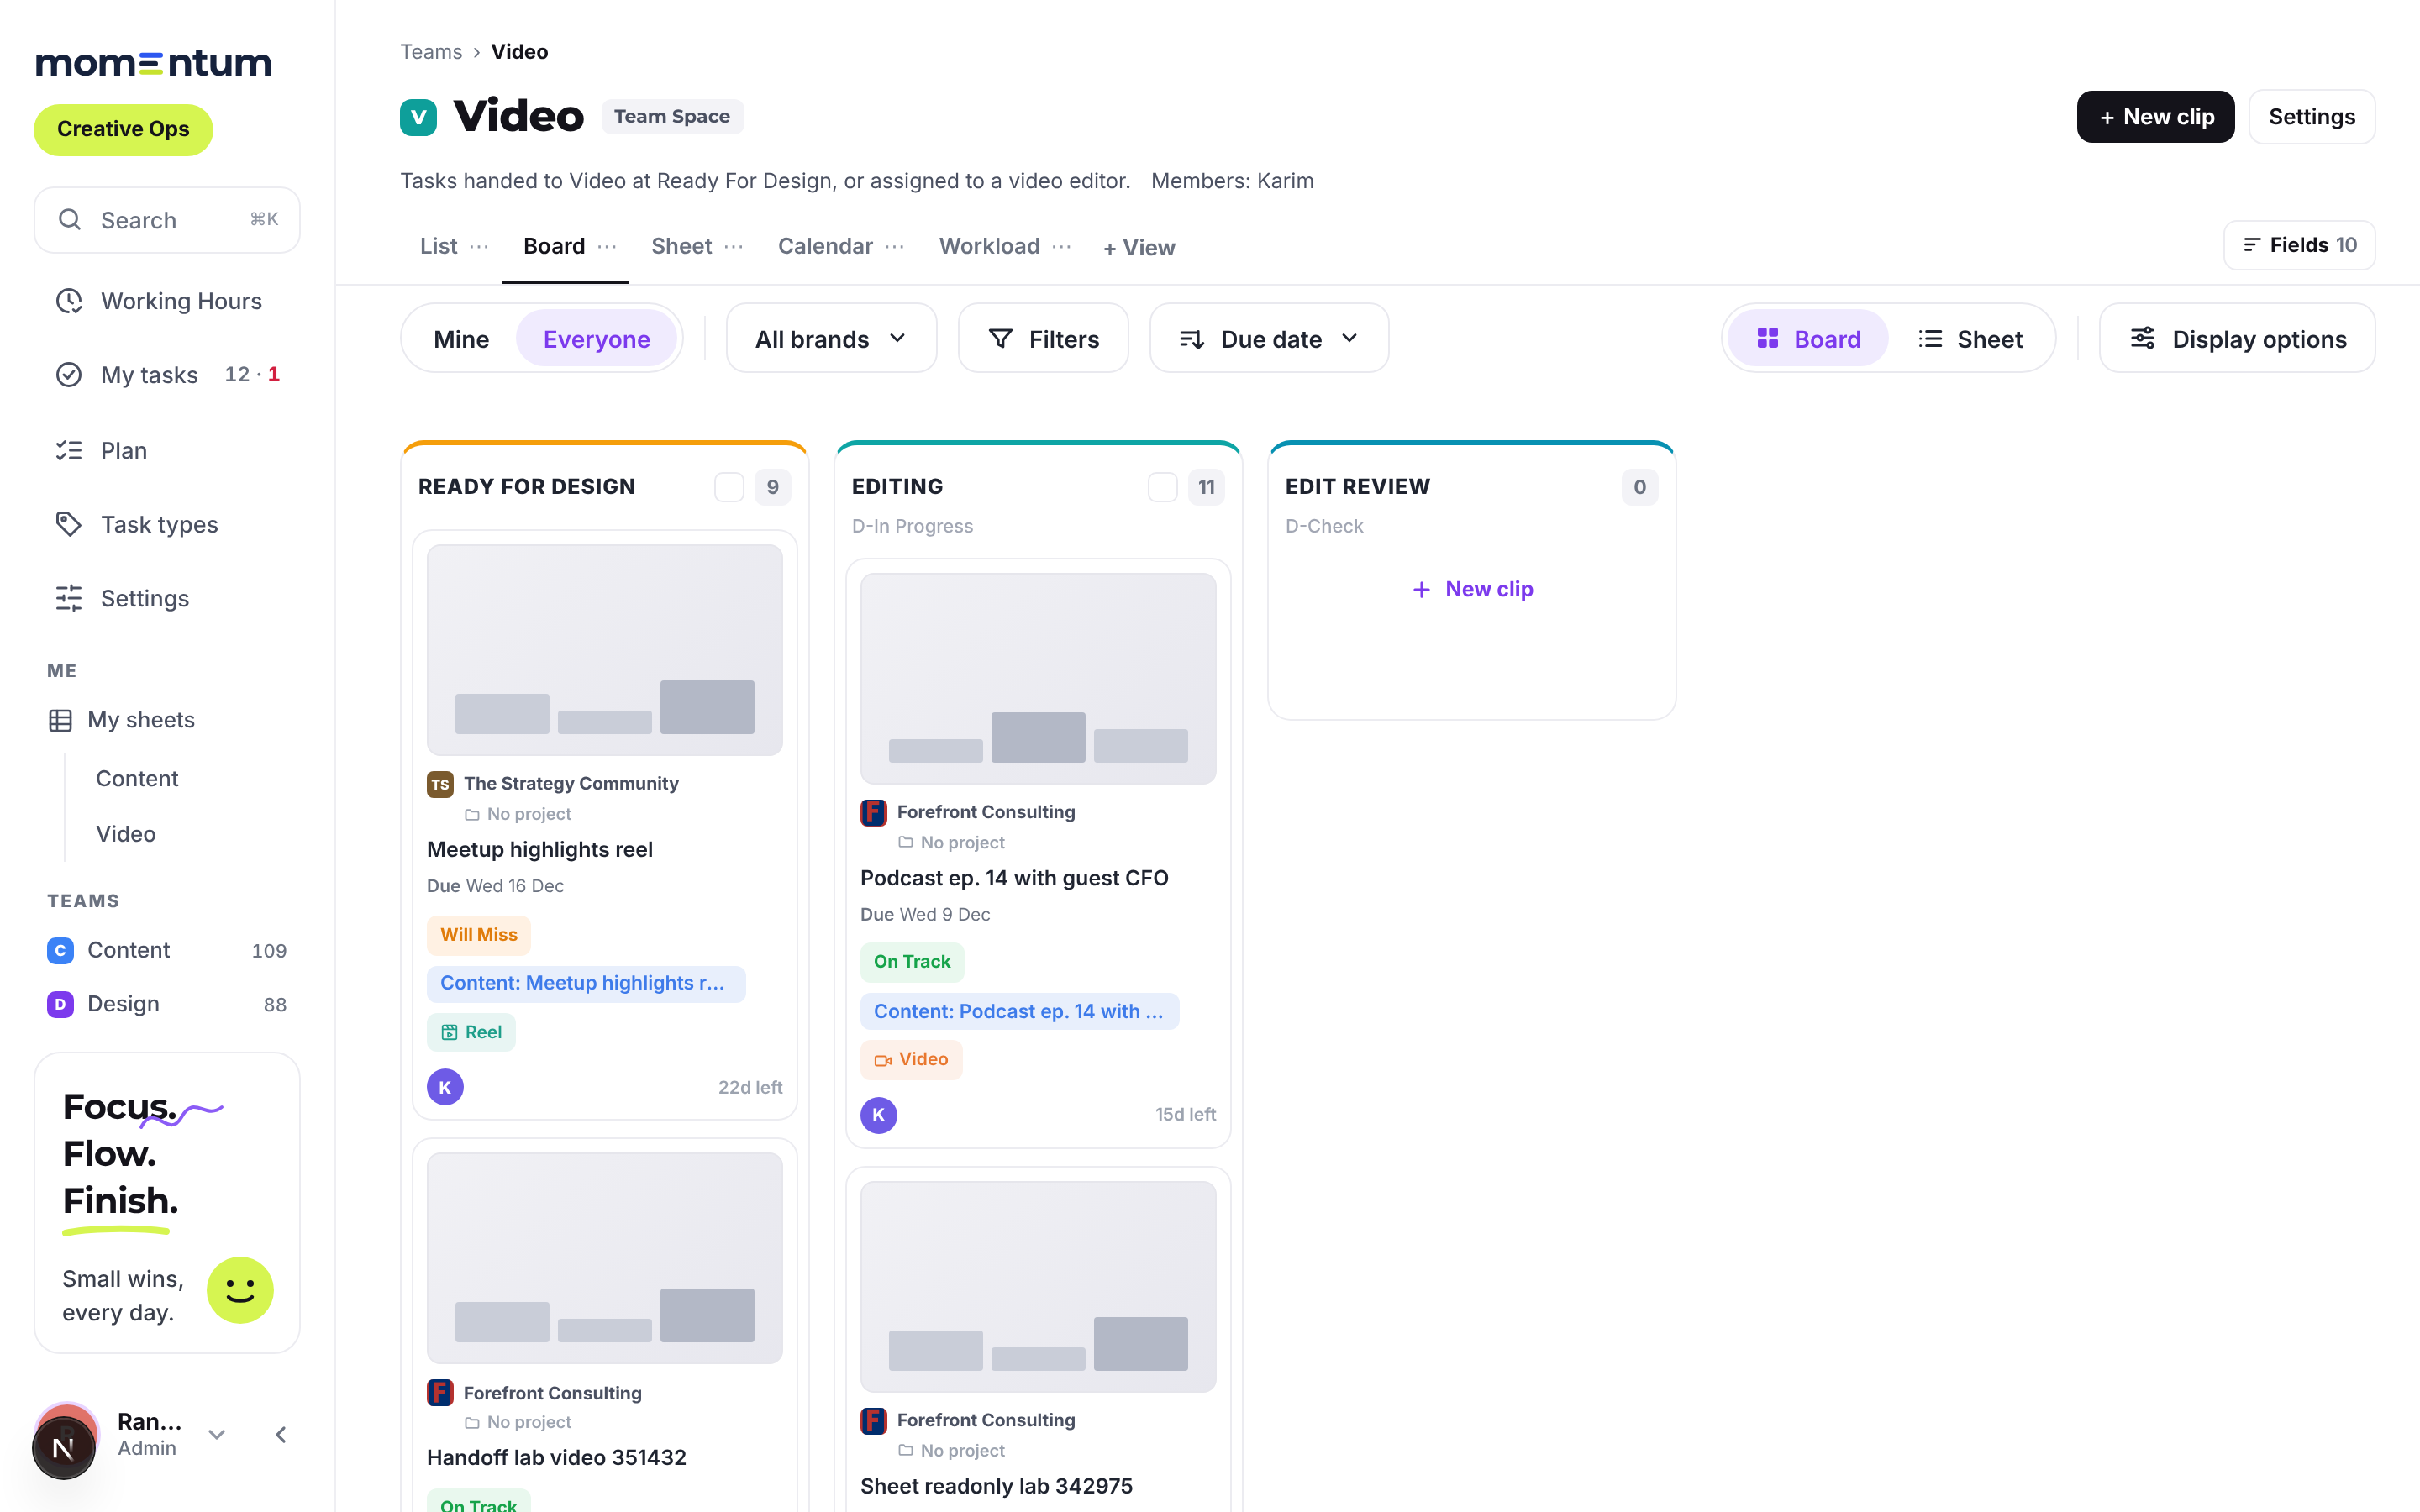 momentum
Creative Ops
Search ⌘K
Working Hours
My tasks 12 · 1
Plan
Task types
Settings
ME
My sheets
Content
Video
TEAMS
C Content 109
D Design 88
Focus.
Flow.
Finish.
Small wins,
every day.
N
Ran...
Admin
Teams › Video
V Video Team Space
+ New clip
Settings
Tasks handed to Video at Ready For Design, or assigned to a video editor. Members: Karim
List ··· Board ··· Sheet ··· Calendar ··· Workload ··· + View
Fields 10
Mine Everyone All brands Filters Due date
Board Sheet Display options
READY FOR DESIGN 9
TS The Strategy Community
No project
Meetup highlights reel
Due Wed 16 Dec
Will Miss
Content: Meetup highlights r...
Reel
K 22d left
F Forefront Consulting
No project
Handoff lab video 351432
On Track
EDITING 11
D-In Progress
F Forefront Consulting
No project
Podcast ep. 14 with guest CFO
Due Wed 9 Dec
On Track
Content: Podcast ep. 14 with ...
Video
K 15d left
F Forefront Consulting
No project
Sheet readonly lab 342975
EDIT REVIEW 0
D-Check
+ New clip